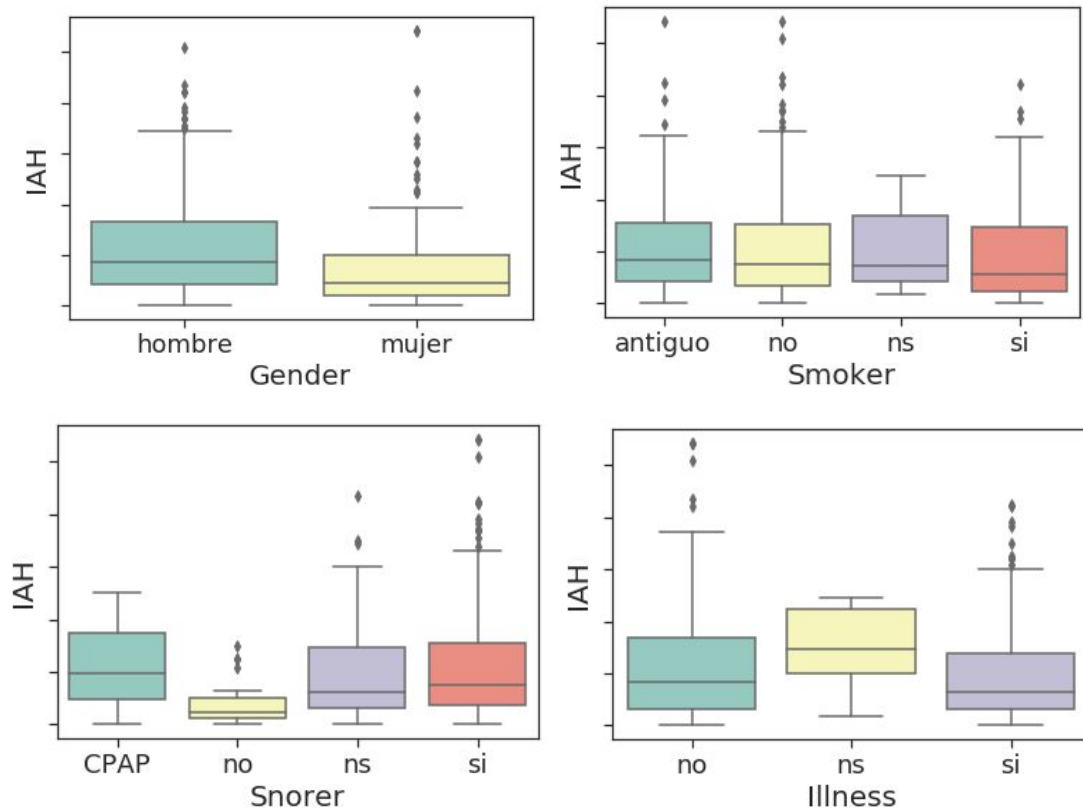 IAH
hombre mujer
Gender
IAH
antiguo no ns si
Smoker
IAH
CPAP no ns si
Snorer
IAH
no ns si
Illness